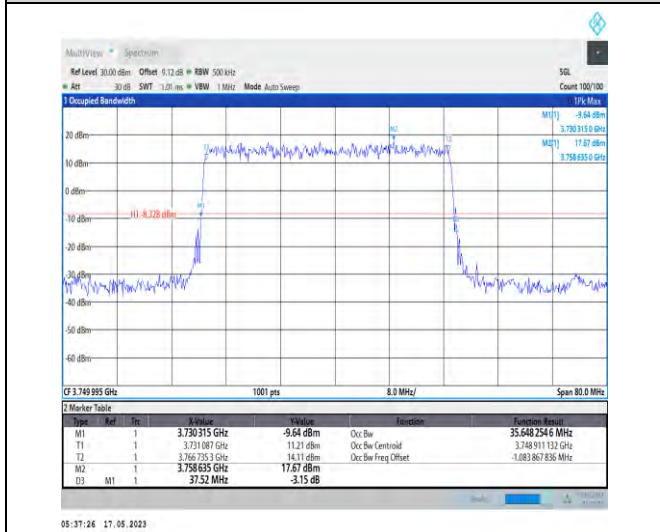 MultiView Spectrum
Ref Level 30.00 dBm Offset 9.12 dB RBW 500 kHz SGL
Att 30 dB SWT 1.01 ms VBW 1 MHz Mode Auto Sweep Count 100/100
1 Occupied Bandwidth 1Pk Max
M1[1] -9.64 dBm
3.730 315 0 GHz
M2[1] 17.67 dBm
3.758 635 0 GHz
20 dBm
M2
T1
T2
10 dBm
0 dBm
M1
-10 dBm
H1 -8.328 dBm
-20 dBm
-30 dBm
-40 dBm
-50 dBm
-60 dBm
CF 3.749 995 GHz 1001 pts 8.0 MHz/ Span 80.0 MHz
2 Marker Table
Type Ref Trc X-Value Y-Value Function Function Result
M1 1 3.730 315 GHz -9.64 dBm Occ Bw 35.648 254 6 MHz
T1 1 3.731 087 GHz 11.21 dBm Occ Bw Centroid 3.748 911 132 GHz
T2 1 3.766 735 3 GHz 14.11 dBm Occ Bw Freq Offset -1.083 867 836 MHz
M2 1 3.758 635 GHz 17.67 dBm
D3 M1 1 37.52 MHz -3.15 dB
05:37:26 17.05.2023